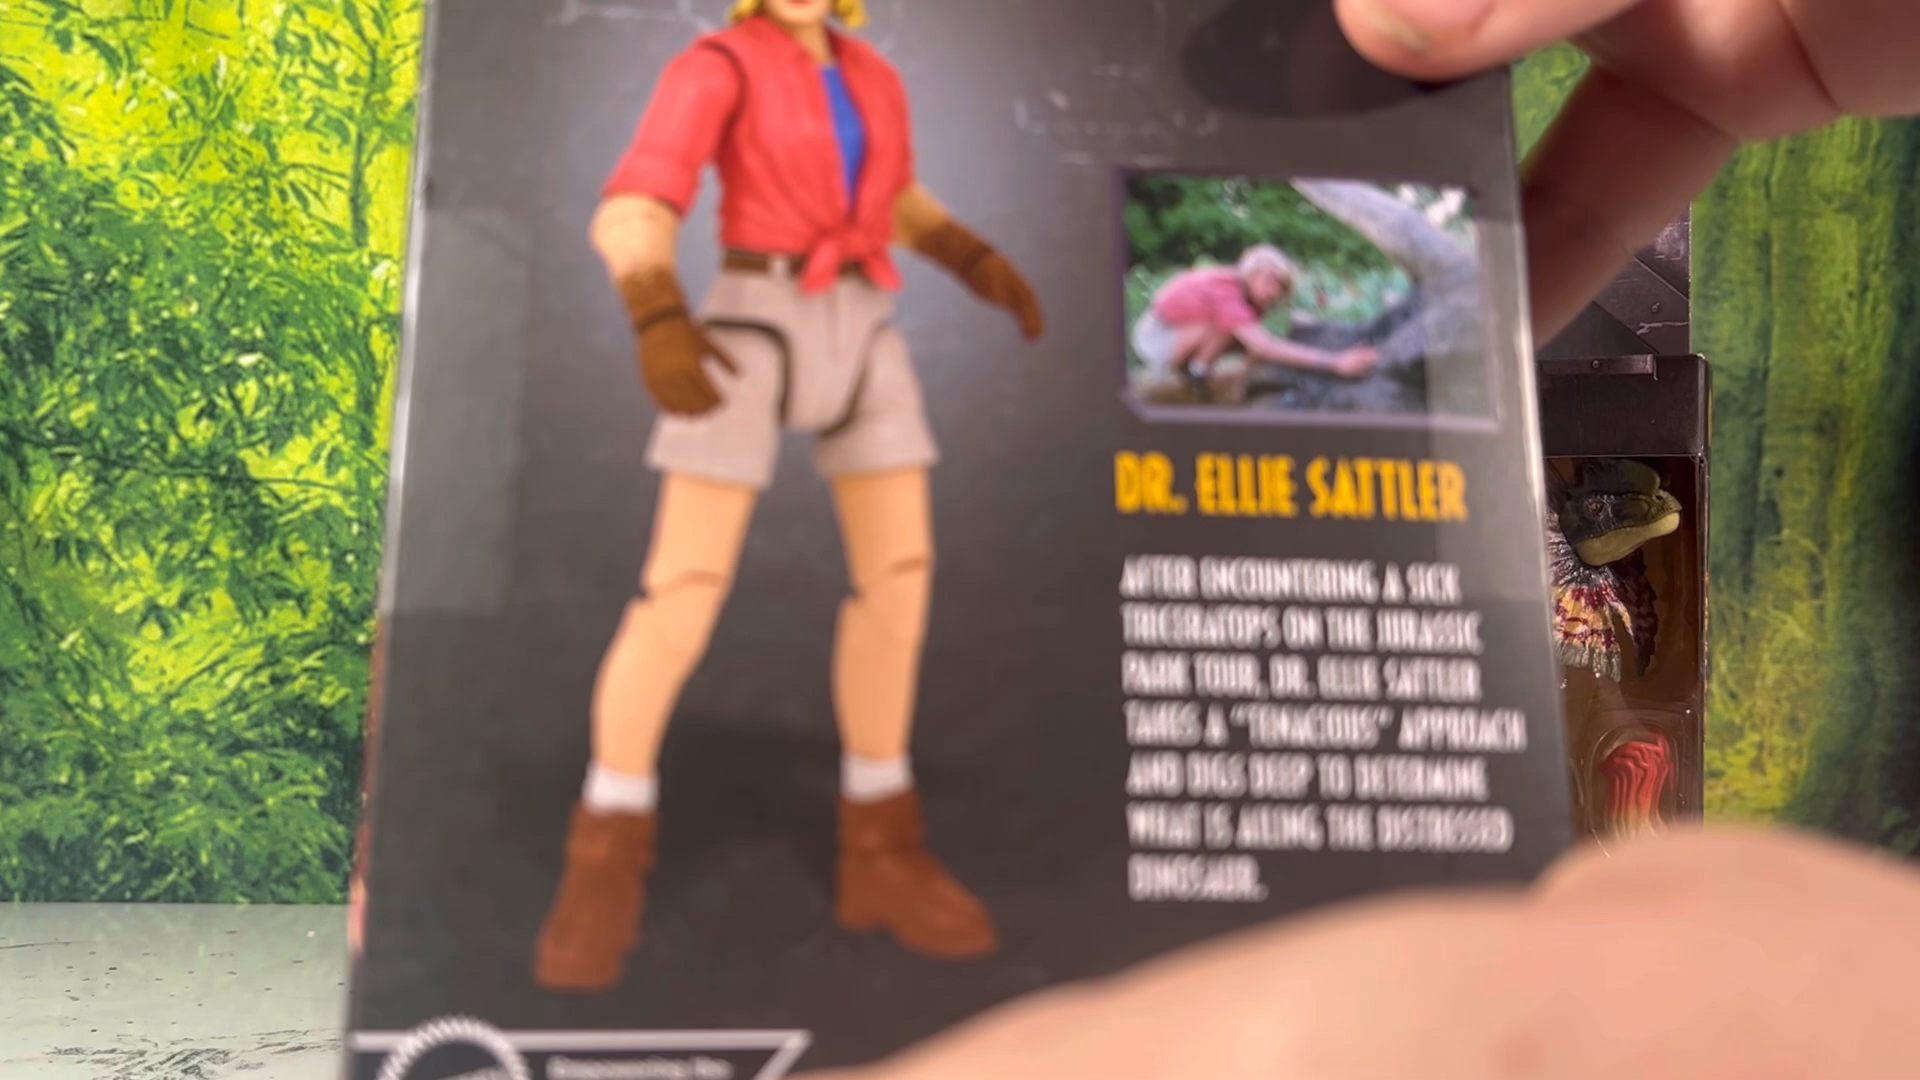 DR. ELLIE SATTLER
AFTER ENCOUNTERING A SICK
TRICERATOPS ON THE JURASSIC
PARK TOUR, DR. ELLIE SATTLER
TAKES A "TENACIOUS" APPROACH
AND DIGS DEEP TO DETERMINE
WHAT IS AILING THE DISTRESSED
DINOSAUR.